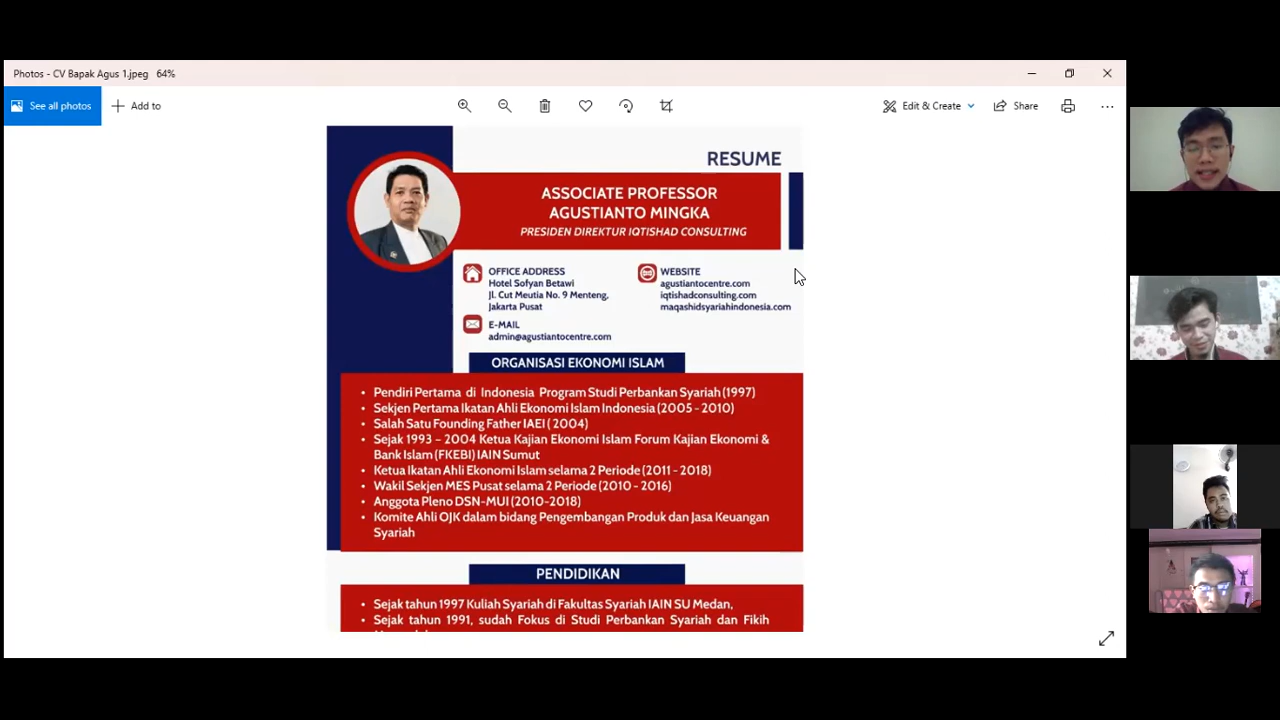 Photos - CV Bapak Agus 1.jpeg 64%
See all photos
Add to
Edit & Create
Share
RESUME
ASSOCIATE PROFESSOR
AGUSTIANTO MINGKA
PRESIDEN DIREKTUR IQTISHAD CONSULTING
OFFICE ADDRESS
Hotel Sofyan Betawi
Jl. Cut Meutia No. 9 Menteng,
Jakarta Pusat
E-MAIL
admin@agustiantocentre.com
WEBSITE
agustiantocentre.com
iqtishadconsulting.com
maqashidsyariahindonesia.com
ORGANISASI EKONOMI ISLAM
• Pendiri Pertama di Indonesia Program Studi Perbankan Syariah (1997)
• Sekjen Pertama Ikatan Ahli Ekonomi Islam Indonesia (2005 - 2010)
• Salah Satu Founding Father IAEI ( 2004)
• Sejak 1993 – 2004 Ketua Kajian Ekonomi Islam Forum Kajian Ekonomi &
Bank Islam (FKEBI) IAIN Sumut
• Ketua Ikatan Ahli Ekonomi Islam selama 2 Periode (2011 - 2018)
• Wakil Sekjen MES Pusat selama 2 Periode (2010 - 2016)
• Anggota Pleno DSN-MUI (2010-2018)
• Komite Ahli OJK dalam bidang Pengembangan Produk dan Jasa Keuangan
Syariah
PENDIDIKAN
• Sejak tahun 1997 Kuliah Syariah di Fakultas Syariah IAIN SU Medan,
• Sejak tahun 1991, sudah Fokus di Studi Perbankan Syariah dan Fikih